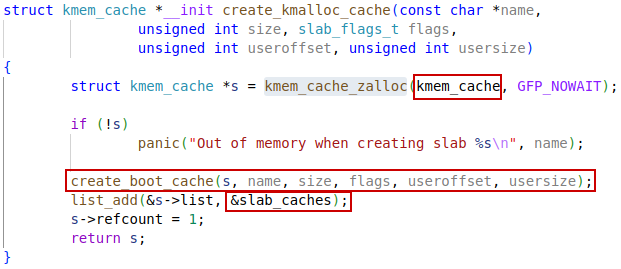 struct kmem_cache *__init create_kmalloc_cache(const char *name,
unsigned int size, slab_flags_t flags,
unsigned int useroffset, unsigned int usersize)
{
struct kmem_cache *s = kmem_cache_zalloc(kmem_cache, GFP_NOWAIT);
if (!s)
panic("Out of memory when creating slab %s\n", name);
create_boot_cache(s, name, size, flags, useroffset, usersize);
list_add(&s->list, &slab_caches);
s->refcount = 1;
return s;
}